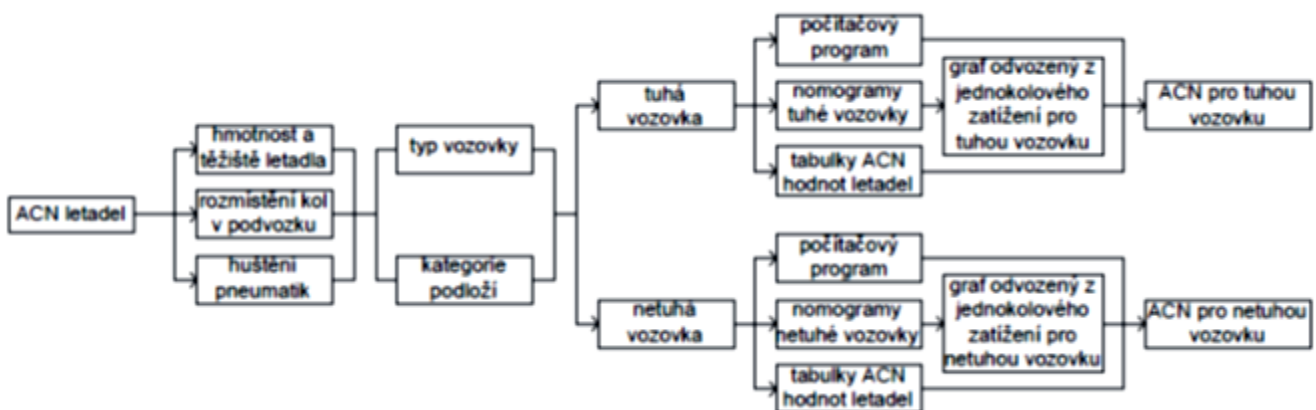 ACN letadel
hmotnost a
těžiště letadla
rozmístění kol
v podvozku
huštění
pneumatik
typ vozovky
kategorie
podloží
tuhá
vozovka
počítačový
program
nomogramy
tuhé vozovky
tabulky ACN
hodnot letadel
graf odvozený z
jednokolového
zatížení pro
tuhou vozovku
ACN pro tuhou
vozovku
netuhá
vozovka
počítačový
program
nomogramy
netuhé vozovky
tabulky ACN
hodnot letadel
graf odvozený z
jednokolového
zatížení pro
netuhou vozovku
ACN pro netuhou
vozovku